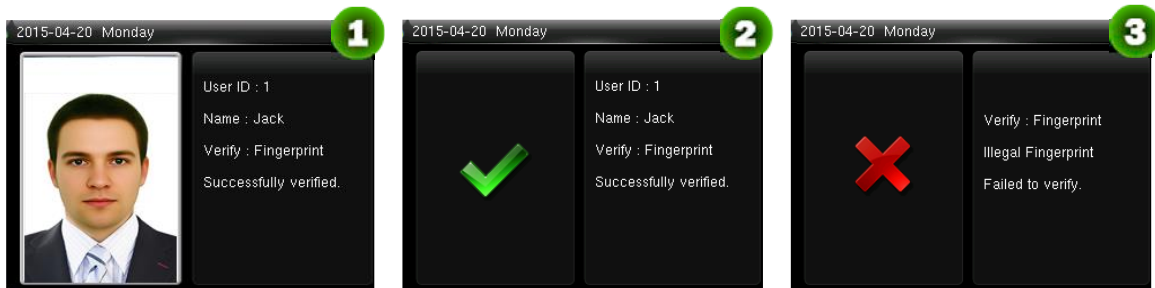 2015-04-20 Monday
1
User ID : 1
Name : Jack
Verify : Fingerprint
Successfully verified.
2015-04-20 Monday
2
User ID : 1
Name : Jack
Verify : Fingerprint
Successfully verified.
2015-04-20 Monday
3
Verify : Fingerprint
Illegal Fingerprint
Failed to verify.